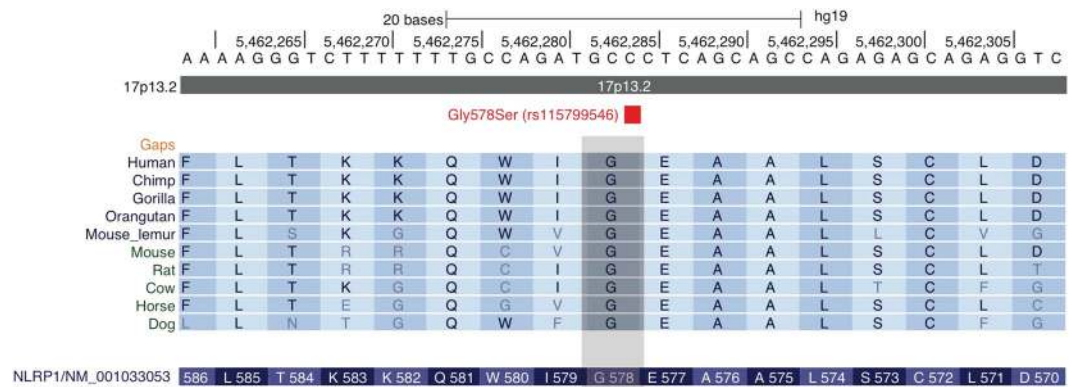 20 bases hg19
5,462,265 5,462,270 5,462,275 5,462,280 5,462,285 5,462,290 5,462,295 5,462,300 5,462,305
A A A A G G G T C T T T T T T G C C A G A T G C C C T C A G C A G C C A G A G A G C A G A G G T C
17p13.2 17p13.2
Gly578Ser (rs115799546)
Gaps
Human F L T K K Q W I G E A A L S C L D
Chimp F L T K K Q W I G E A A L S C L D
Gorilla F L T K K Q W I G E A A L S C L D
Orangutan F L T K K Q W I G E A A L S C L D
Mouse_lemur F L S K G Q W V G E A A L L C V G
Mouse F L T R R Q C V G E A A L S C L D
Rat F L T R R Q C I G E A A L S C L T
Cow F L T K G Q C I G E A A L T C F G
Horse F L T E G Q G V G E A A L S C L C
Dog L L N T G Q W F G E A A L S C F G
NLRP1/NM_001033053 586 L 585 T 584 K 583 K 582 Q 581 W 580 I 579 G 578 E 577 A 576 A 575 L 574 S 573 C 572 L 571 D 570